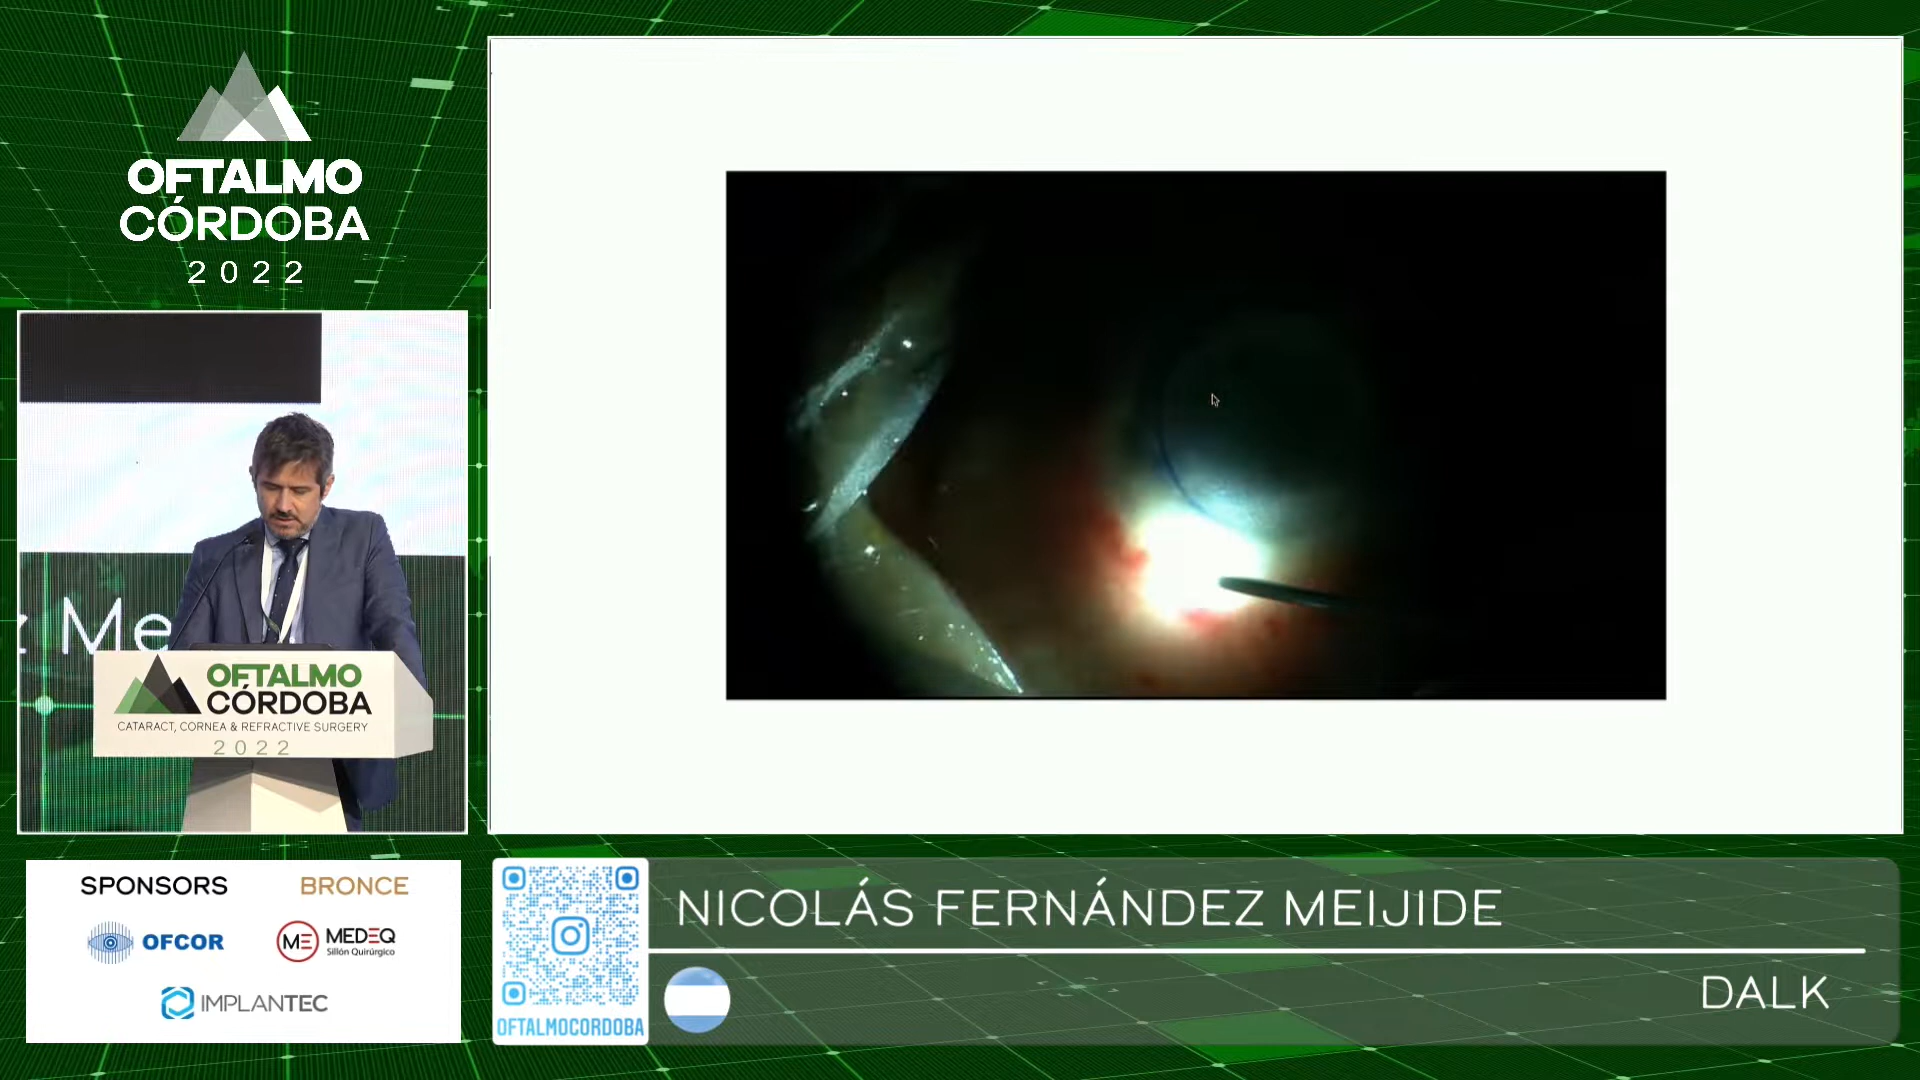 OFTALMO
CÓRDOBA
2022
z Me
OFTALMO
CÓRDOBA
CATARACT, CORNEA & REFRACTIVE SURGERY
2022
SPONSORS
BRONCE
OFCOR
ME MEDEQ
Sillón Quirúrgico
IMPLANTEC
OFTALMOCORDOBA
NICOLÁS FERNÁNDEZ MEIJIDE
DALK